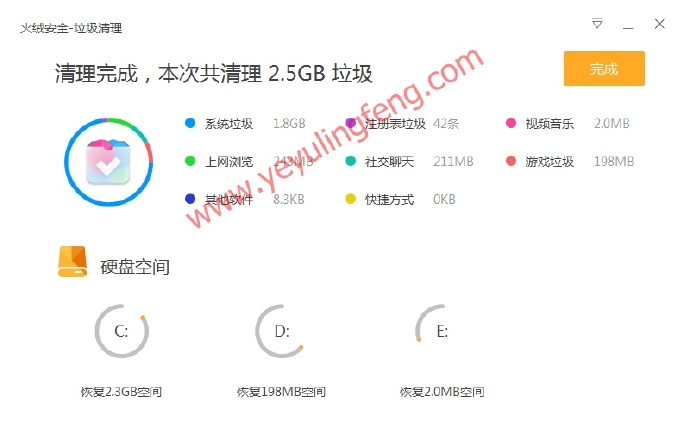 火绒安全-垃圾清理
清理完成，本次共清理 2.5GB 垃圾
完成
系统垃圾 1.8GB 注册表垃圾 42条 视频音乐 2.0MB
上网浏览 243MB 社交聊天 211MB 游戏垃圾 198MB
其他软件 8.3KB 快捷方式 0KB
www.yeyulingfeng.com
硬盘空间
C: D: E:
恢复2.3GB空间 恢复198MB空间 恢复2.0MB空间